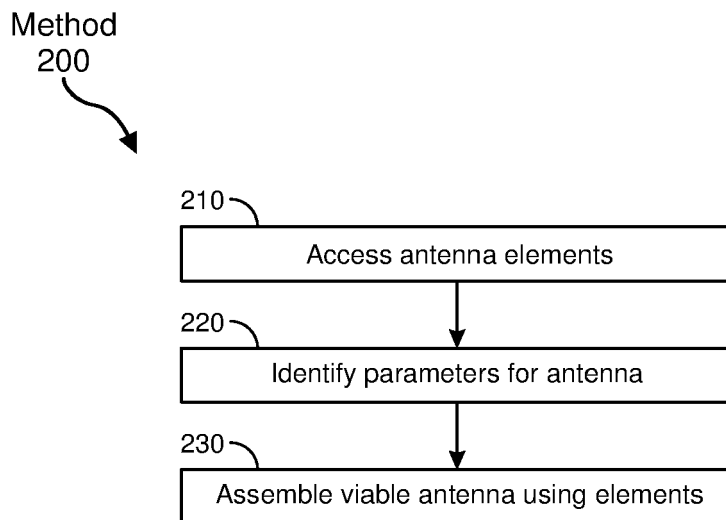 Method
200
210
Access antenna elements
220
Identify parameters for antenna
230
Assemble viable antenna using elements